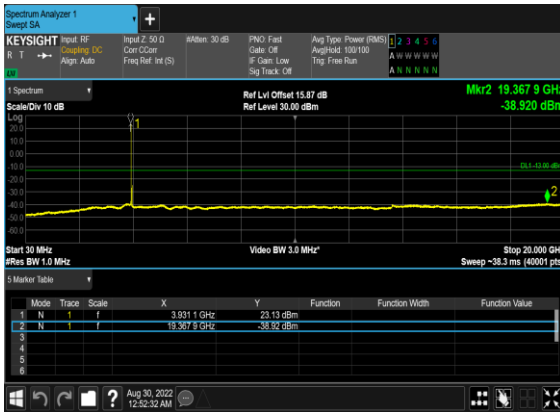 Spectrum Analyzer 1
Swept SA
KEYSIGHT
R T
Input: RF
Coupling: DC
Align: Auto
Input Z: 50 Ω
Corr CCorr
Freq Ref: Int (S)
#Atten: 30 dB
PNO: Fast
Gate: Off
IF Gain: Low
Sig Track: Off
Avg Type: Power (RMS)
Avg|Hold: 100/100
Trig: Free Run
1 2 3 4 5 6
A W W W W W
A N N N N N
1 Spectrum
Scale/Div 10 dB
Ref Lvl Offset 15.87 dB
Ref Level 30.00 dBm
Mkr2 19.367 9 GHz
-38.920 dBm
Log
20.0
10.0
0.00
-10.0
-20.0
-30.0
-40.0
-50.0
-60.0
1
DL1 -13.00 dBm
2
Start 30 MHz
#Res BW 1.0 MHz
Video BW 3.0 MHz*
Stop 20.000 GHz
Sweep ~38.3 ms (40001 pts)
5 Marker Table
Mode Trace Scale X Y Function Function Width Function Value
1 N 1 f 3.931 1 GHz 23.13 dBm
2 N 1 f 19.367 9 GHz -38.92 dBm
3
4
5
6
?
Aug 30, 2022
12:52:32 AM